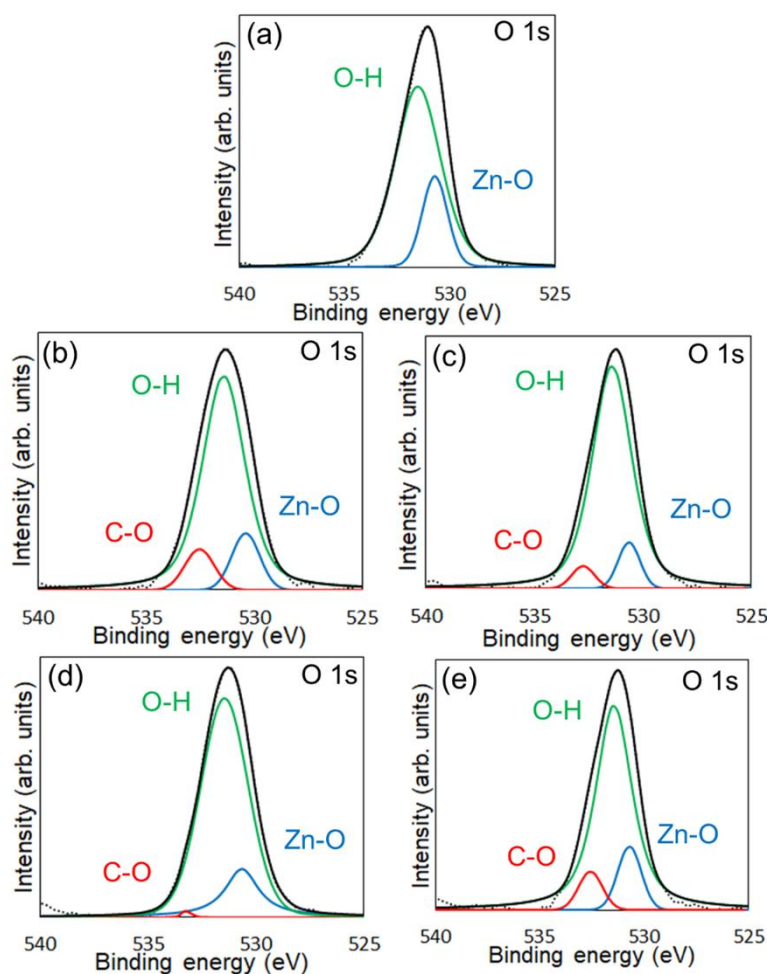 (a)
O 1s
O-H
Zn-O
Intensity (arb. units)
540 535 530 525
Binding energy (eV)
(b)
O 1s
O-H
Zn-O
C-O
Intensity (arb. units)
540 535 530 525
Binding energy (eV)
(c)
O 1s
O-H
Zn-O
C-O
Intensity (arb. units)
540 535 530 525
Binding energy (eV)
(d)
O 1s
O-H
Zn-O
C-O
Intensity (arb. units)
540 535 530 525
Binding energy (eV)
(e)
O 1s
O-H
Zn-O
C-O
Intensity (arb. units)
540 535 530 525
Binding energy (eV)